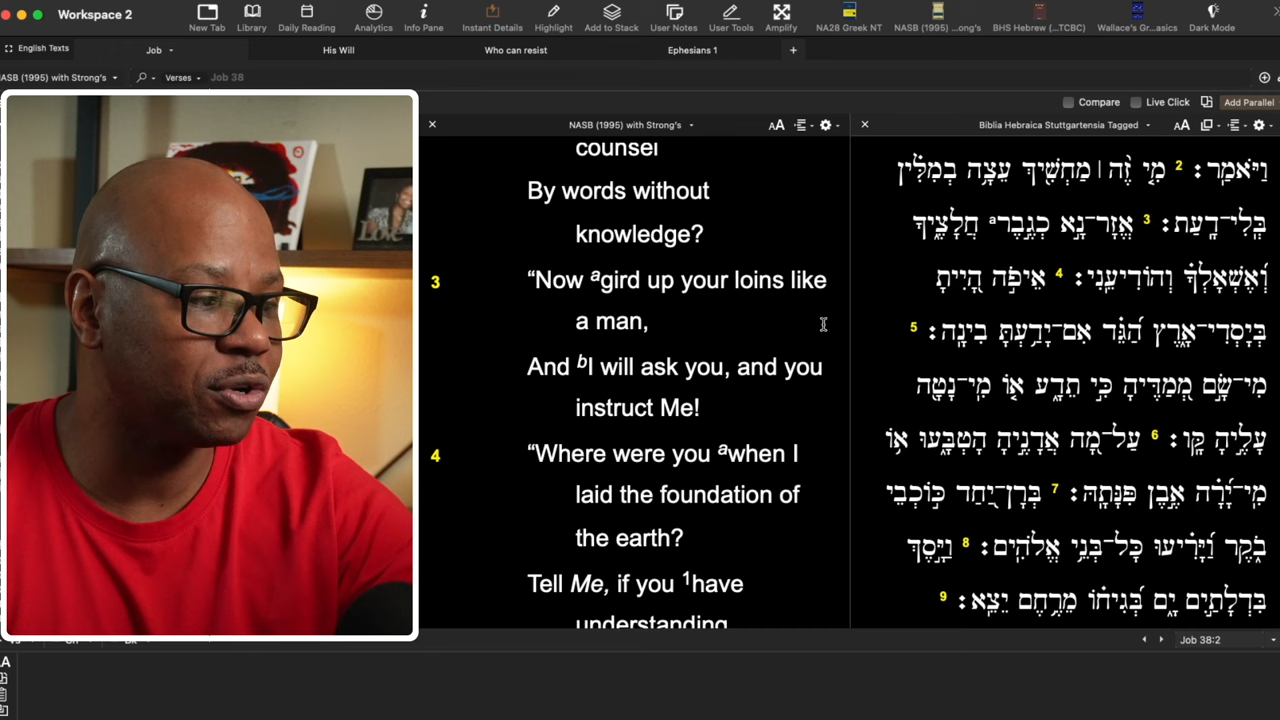 Workspace 2
New Tab
Library
Daily Reading
Analytics
Info Pane
Instant Details
Highlight
Add to Stack
User Notes
User Tools
Amplify
NA28 Greek NT
NASB (1995) ...ong's
BHS Hebrew (...TCBC)
Wallace's Gr...asics
Dark Mode
English Texts
Job
His Will
Who can resist
Ephesians 1
NASB (1995) with Strong's
Verses
Job 38
Compare
Live Click
Add Parallel
NASB (1995) with Strong's
counsel
By words without
knowledge?
3 “Now agird up your loins like
a man,
And bI will ask you, and you
instruct Me!
4 “Where were you awhen I
laid the foundation of
the earth?
Tell Me, if you 1have
understanding
Biblia Hebraica Stuttgartensia Tagged
וַיֹּאמַֽר׃ 2 מִ֤י זֶ֨ה ׀ מַחְשִׁ֖יךְ עֵצָ֥ה בְמִלִּ֗ין
בְּֽלִי־דָֽעַת׃ 3 אֱזָר־נָ֣א כְגֶ֣בֶרa חֲלָצֶ֑יךָ
וְ֝אֶשְׁאָלְךָ֗ וְהוֹדִיעֵֽנִי׃ 4 אֵיפֹ֣ה הָ֭יִיתָ
בְּיָסְדִי־אָ֑רֶץ הַ֝גֵּ֗ד אִם־יָדַ֥עְתָּ בִינָֽה׃ 5
מִי־שָׂ֣ם מְ֭מַדֶּיהָ כִּ֣י תֵדָ֑ע א֤וֹ מִֽי־נָטָ֖ה
עָלֶ֣יהָ קָּֽו׃ 6 עַל־מָ֭ה אֲדָנֶ֣יהָ הָטְבָּ֑עוּ א֥וֹ
מִֽי־יָ֝רָ֗ה אֶ֣בֶן פִּנָּתָֽהּ׃ 7 בְּרָן־יַ֭חַד כּ֣וֹכְבֵי
בֹ֑קֶר וַ֝יָּרִ֗יעוּ כָּל־בְּנֵ֥י אֱלֹהִֽים׃ 8 וַיָּ֣סֶךְ
בִּדְלָתַ֣יִם יָ֑ם בְּ֝גִיח֗וֹ מֵרֶ֥חֶם יֵצֵֽא׃ 9
Job 38:2